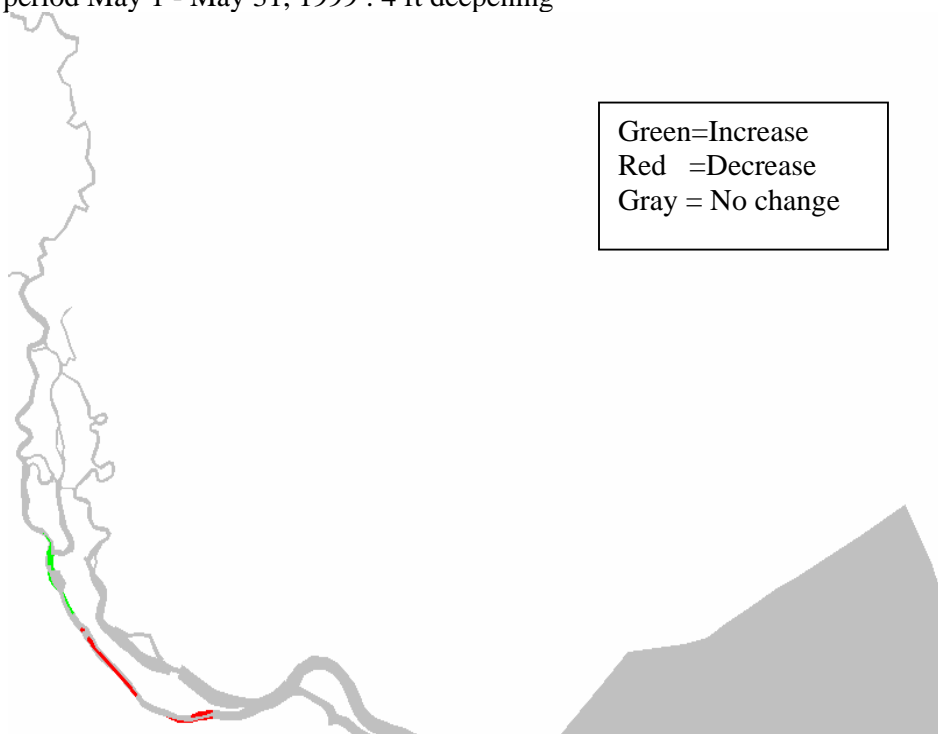 period May 1 - May 31, 1999 : 4 ft deepening
Green=Increase
Red =Decrease
Gray = No change